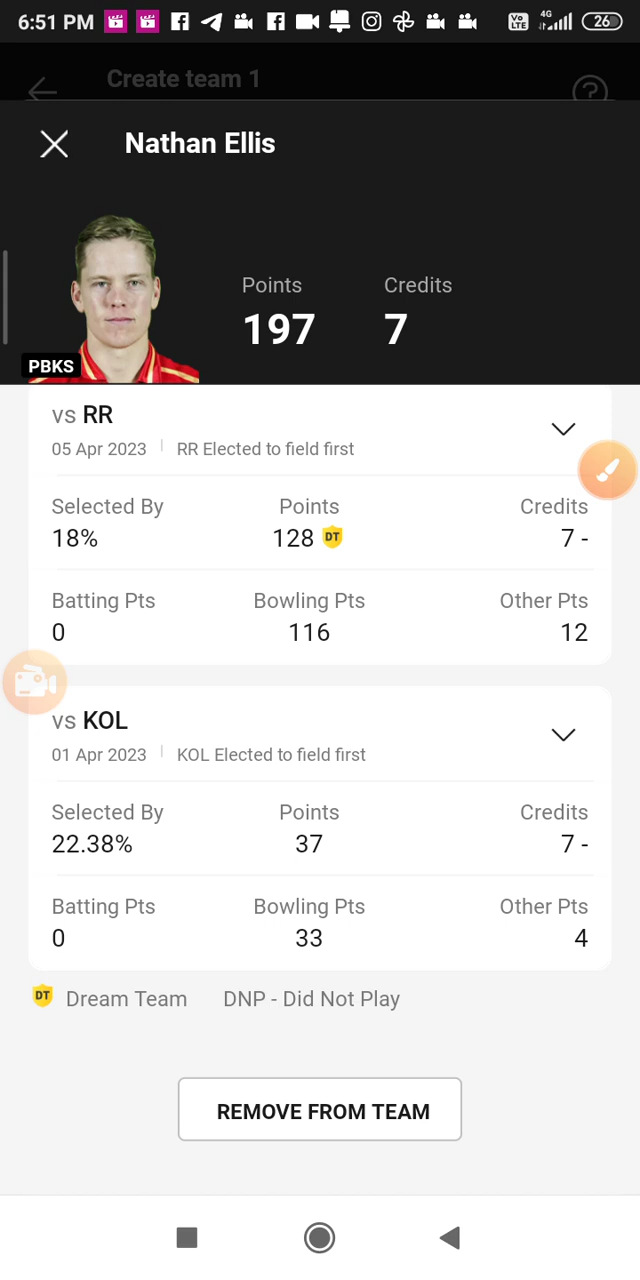 6:51 PM Vo LTE 4G 26
Create team 1 ?
Nathan Ellis
Points Credits
197 7
PBKS
vs RR
05 Apr 2023 RR Elected to field first
Selected By Points Credits
18% 128 DT 7 -
Batting Pts Bowling Pts Other Pts
0 116 12
vs KOL
01 Apr 2023 KOL Elected to field first
Selected By Points Credits
22.38% 37 7 -
Batting Pts Bowling Pts Other Pts
0 33 4
DT Dream Team DNP - Did Not Play
REMOVE FROM TEAM